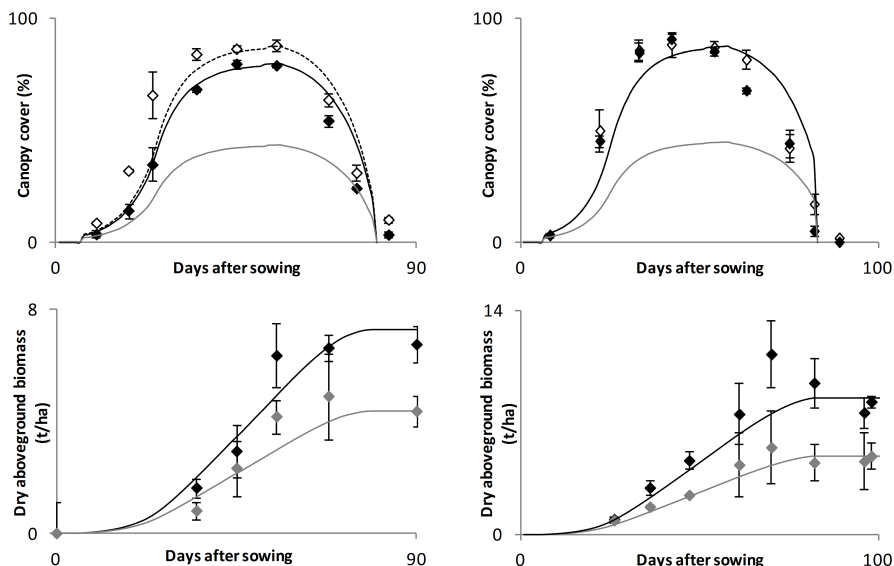 100
Canopy cover (%)
0
0
Days after sowing
90
100
Canopy cover (%)
0
0
Days after sowing
100
8
Dry aboveground biomass
(t/ha)
0
0
Days after sowing
90
14
Dry aboveground biomass
(t/ha)
0
0
Days after sowing
100